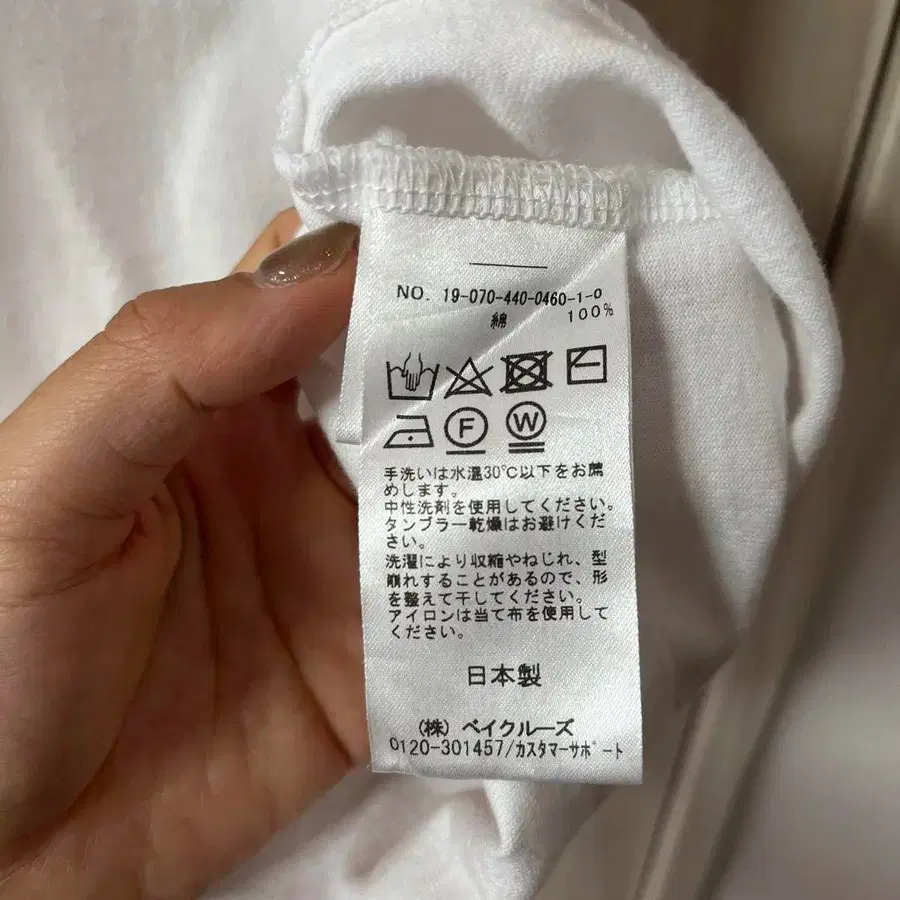 NO. 19-070-440-0460-1-0
綿 100%
F W
手洗いは水温30℃以下をお薦
めします。
中性洗剤を使用してください。
タンブラー乾燥はお避けくだ
さい。
洗濯により収縮やねじれ、型
崩れすることがあるので、形
を整えて干してください。
アイロンは当て布を使用して
ください。
日本製
(株) ベイクルーズ
0120-301457/カスタマーサポート